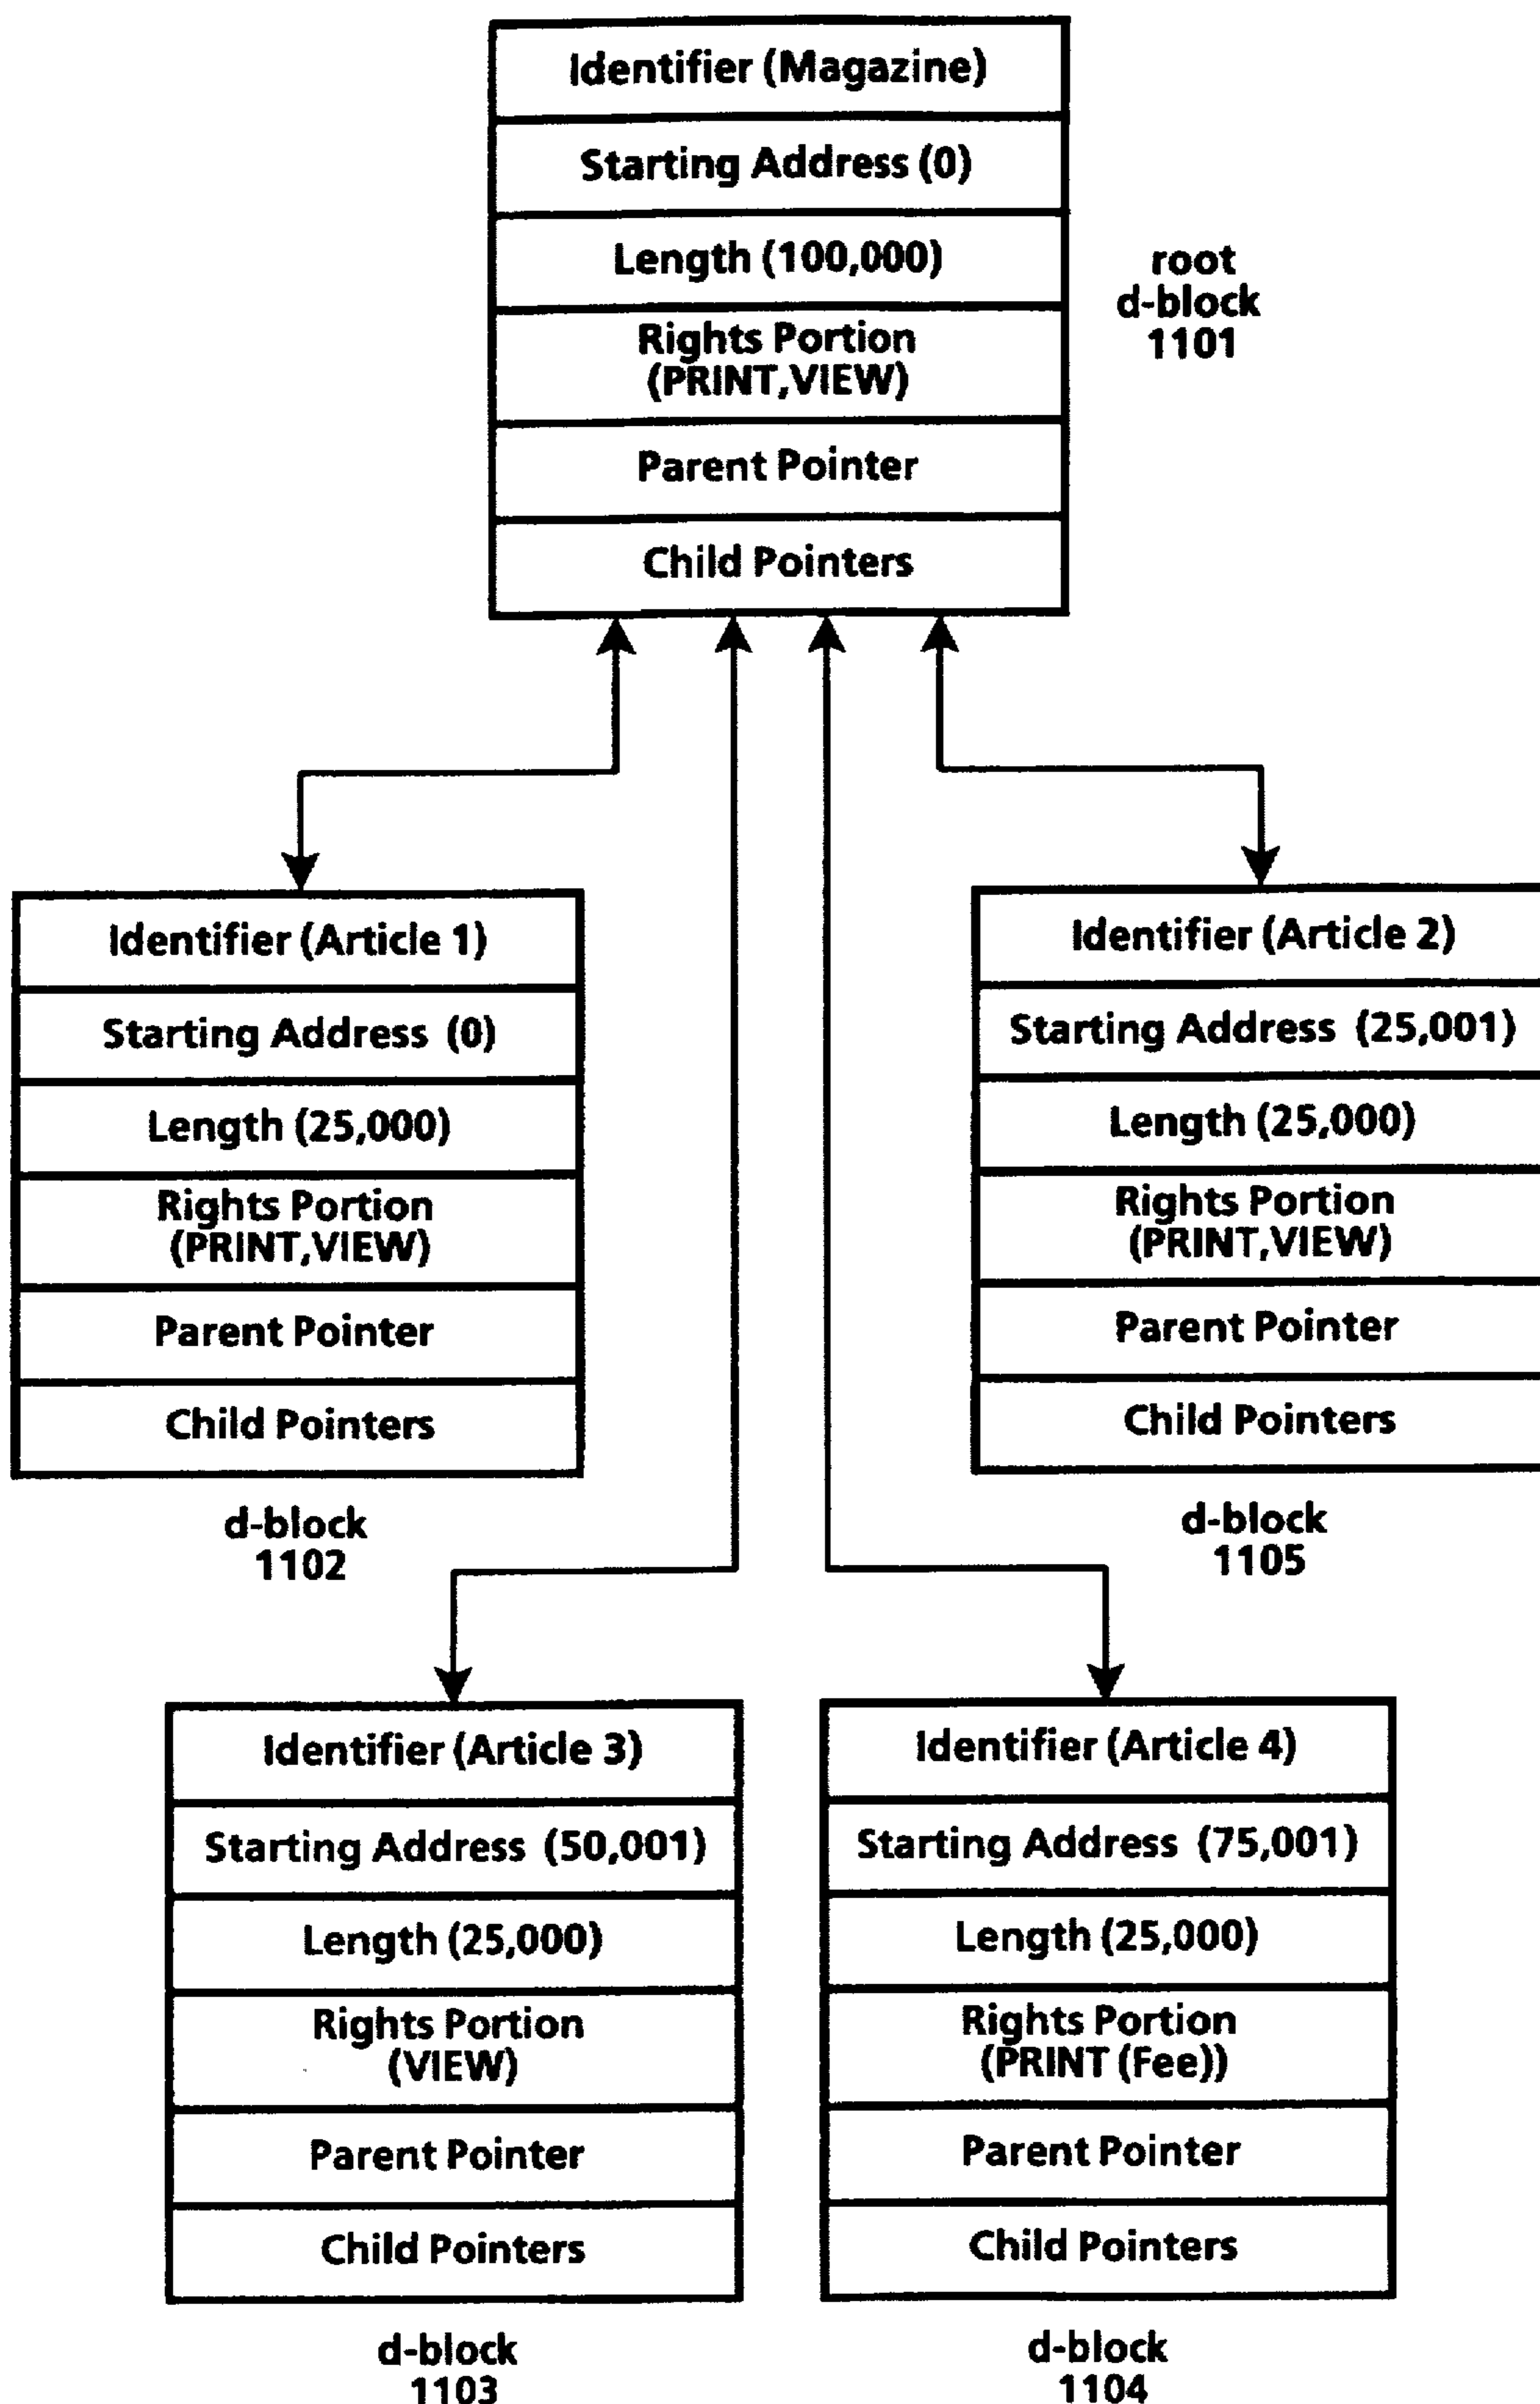 Identifier (Magazine)
Starting Address (0)
Length (100,000)
Rights Portion
(PRINT,VIEW)
Parent Pointer
Child Pointers
root
d-block
1101
Identifier (Article 1)
Starting Address (0)
Length (25,000)
Rights Portion
(PRINT,VIEW)
Parent Pointer
Child Pointers
d-block
1102
Identifier (Article 2)
Starting Address (25,001)
Length (25,000)
Rights Portion
(PRINT,VIEW)
Parent Pointer
Child Pointers
d-block
1105
Identifier (Article 3)
Starting Address (50,001)
Length (25,000)
Rights Portion
(VIEW)
Parent Pointer
Child Pointers
d-block
1103
Identifier (Article 4)
Starting Address (75,001)
Length (25,000)
Rights Portion
(PRINT (Fee))
Parent Pointer
Child Pointers
d-block
1104